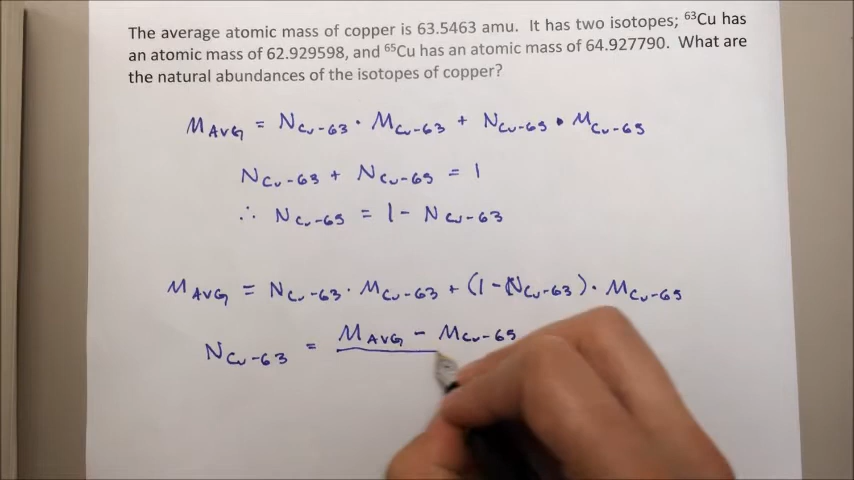 The average atomic mass of copper is 63.5463 amu. It has two isotopes; ⁶³Cu has
an atomic mass of 62.929598, and ⁶⁵Cu has an atomic mass of 64.927790. What are
the natural abundances of the isotopes of copper?
M_AVG = N_Cu-63 · M_Cu-63 + N_Cu-65 · M_Cu-65
N_Cu-63 + N_Cu-65 = 1
∴ N_Cu-65 = 1 - N_Cu-63
M_AVG = N_Cu-63 · M_Cu-63 + (1 - N_Cu-63) · M_Cu-65
N_Cu-63 = M_AVG - M_Cu-65